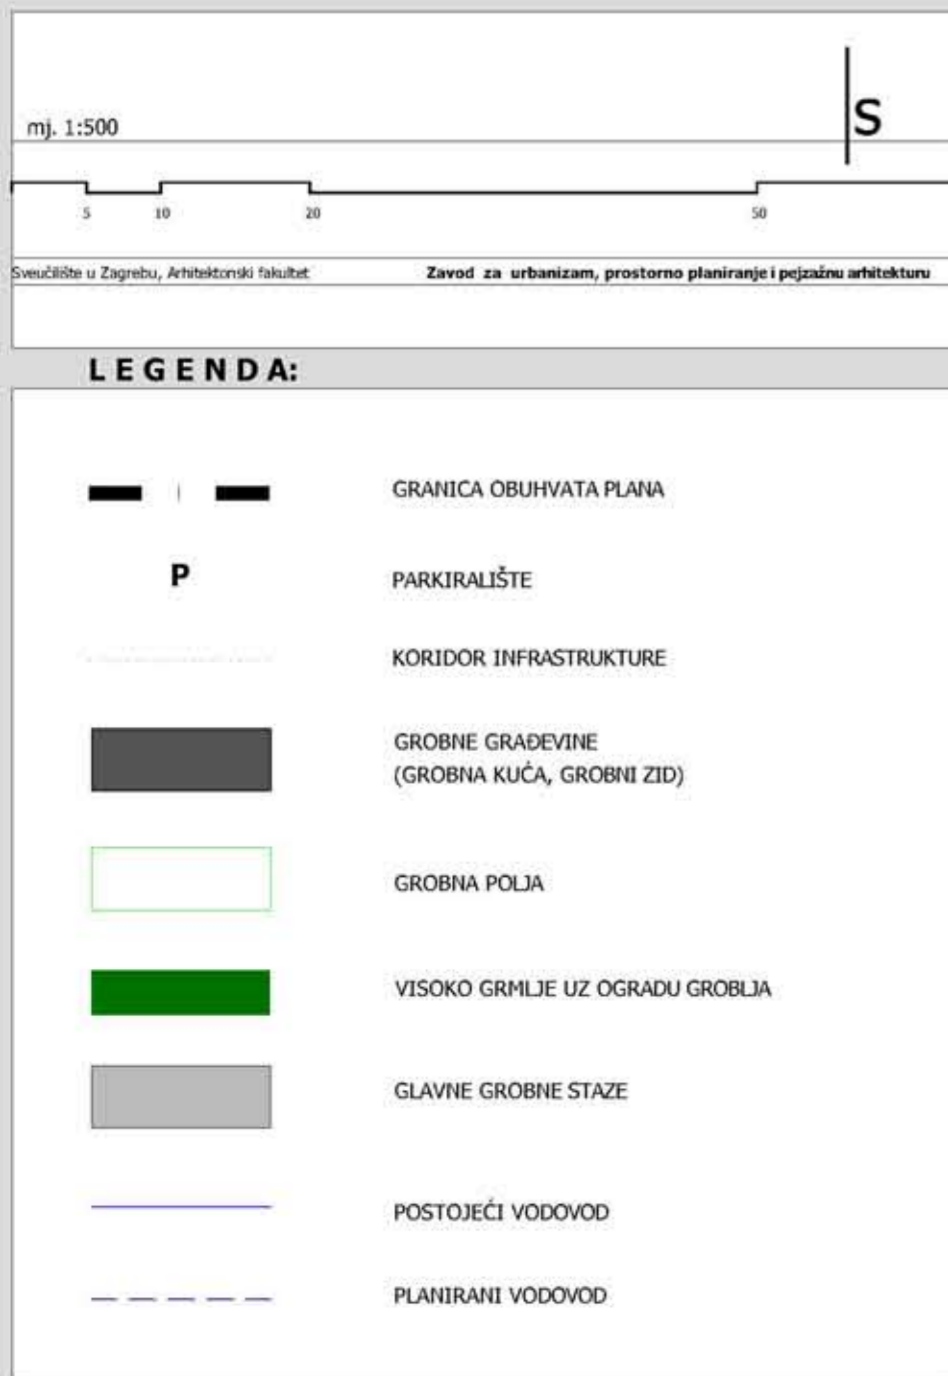 S
mj. 1:500
5 10 20 50
Sveučilište u Zagrebu, Arhitektonski fakultet Zavod za urbanizam, prostorno planiranje i pejzažnu arhitekturu
LEGENDA:
GRANICA OBUHVATA PLANA
P PARKIRALIŠTE
KORIDOR INFRASTRUKTURE
GROBNE GRAĐEVINE
(GROBNA KUĆA, GROBNI ZID)
GROBNA POLJA
VISOKO GRMLJE UZ OGRADU GROBLJA
GLAVNE GROBNE STAZE
POSTOJEĆI VODOVOD
PLANIRANI VODOVOD